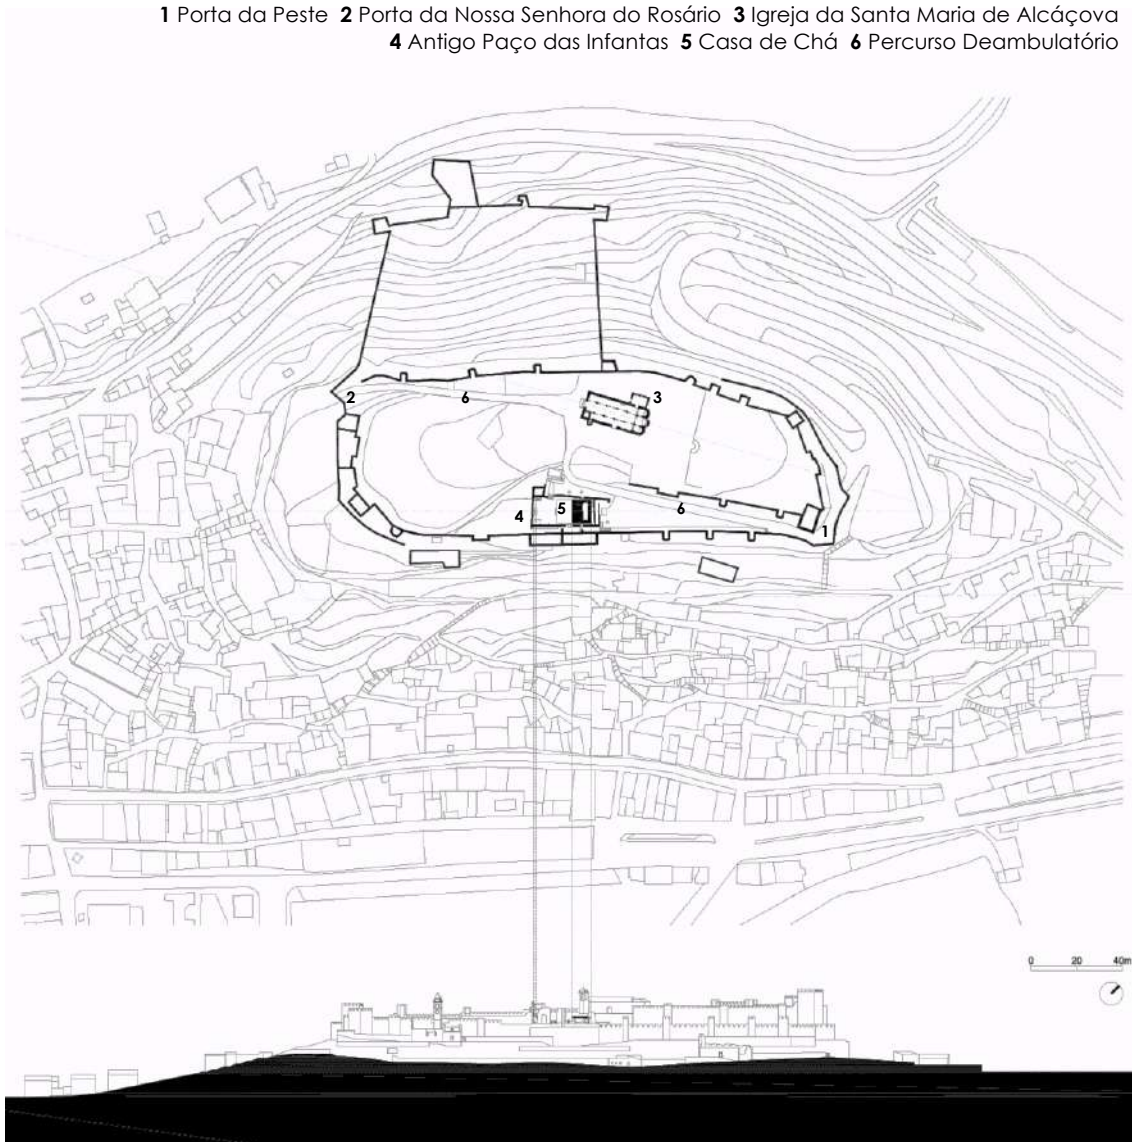 1 Porta da Peste 2 Porta da Nossa Senhora do Rosário 3 Igreja da Santa Maria de Alcáçova
4 Antigo Paço das Infantas 5 Casa de Chá 6 Percurso Deambulatório
2
6
3
4
5
6
1
0 20 40m